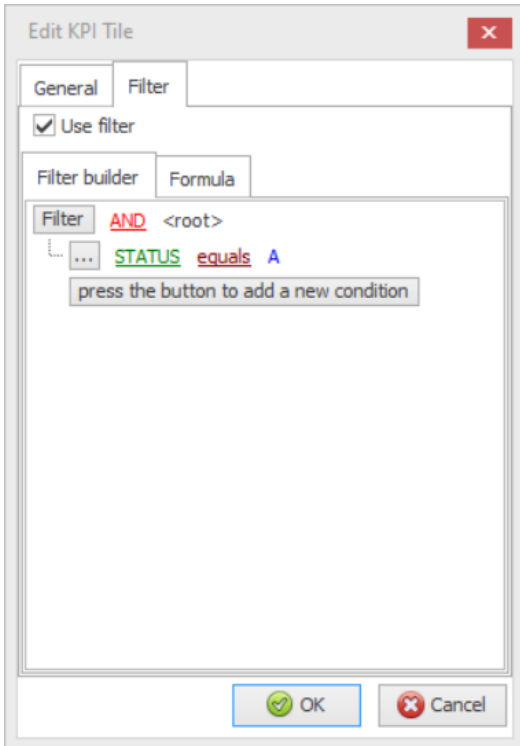 Edit KPI Tile
General Filter
Use filter
Filter builder Formula
Filter AND <root>
... STATUS equals A
press the button to add a new condition
OK Cancel